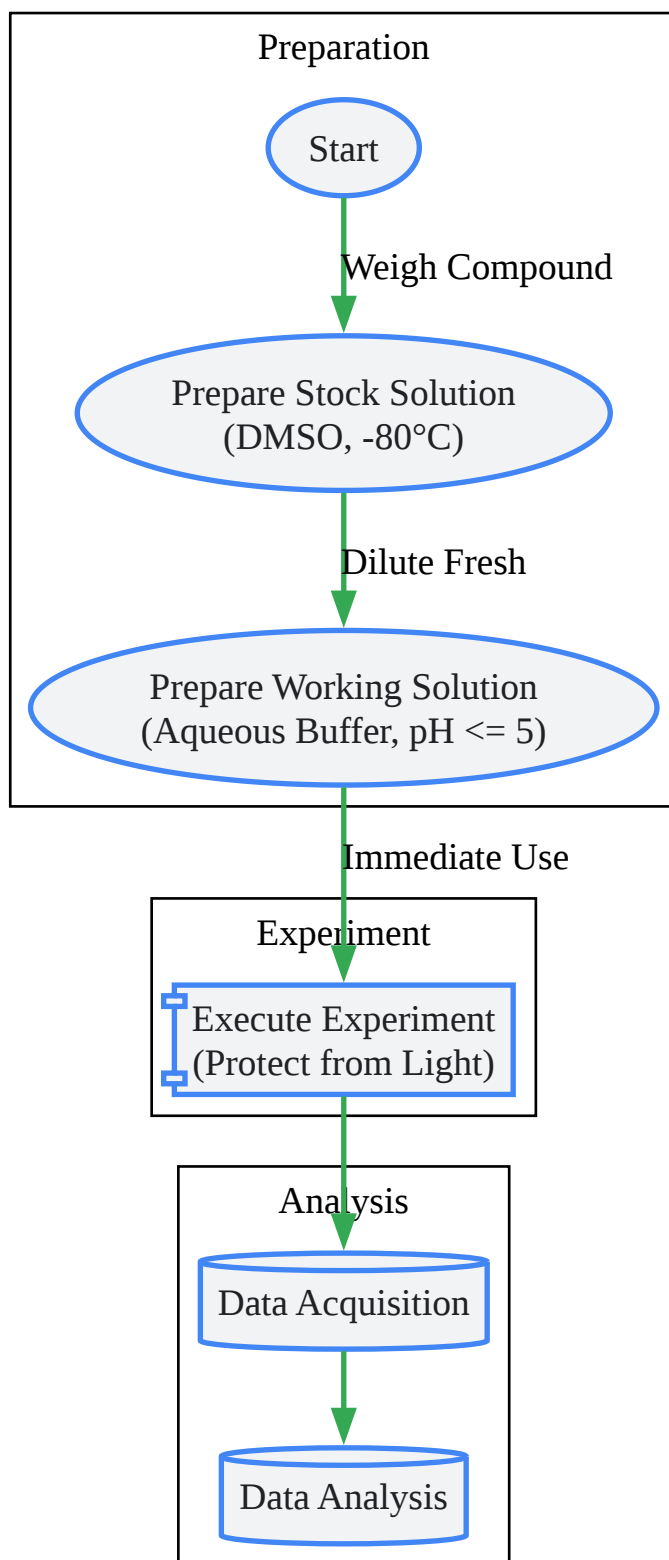 Preparation
Start
Weigh Compound
Prepare Stock Solution
(DMSO, -80°C)
Dilute Fresh
Prepare Working Solution
(Aqueous Buffer, pH <= 5)
Immediate Use
Experiment
Execute Experiment
(Protect from Light)
Analysis
Data Acquisition
Data Analysis